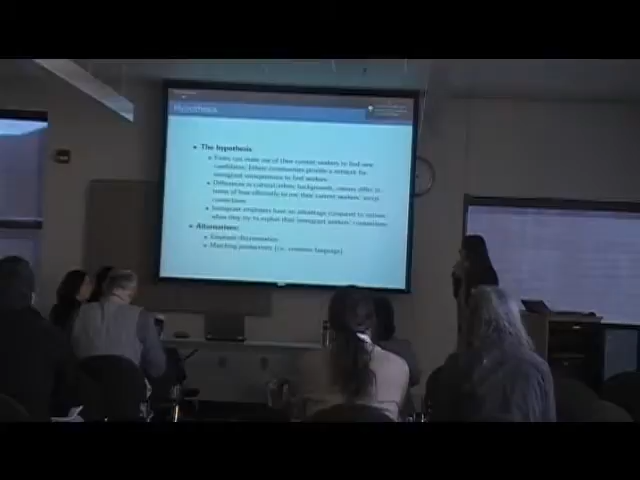 Hypothesis
The hypothesis
Firms can make use of their current workers to find new
candidates. Ethnic communities provide a network for
immigrant entrepreneurs to find workers.
Differences in cultural/ethnic backgrounds, owners differ in
terms of how efficiently to use their current workers'
connections
Immigrant employers have an advantage compared to natives
when they try to exploit their immigrant workers' connections
Alternatives:
Employer discrimination
Matching productivity (i.e. common language)